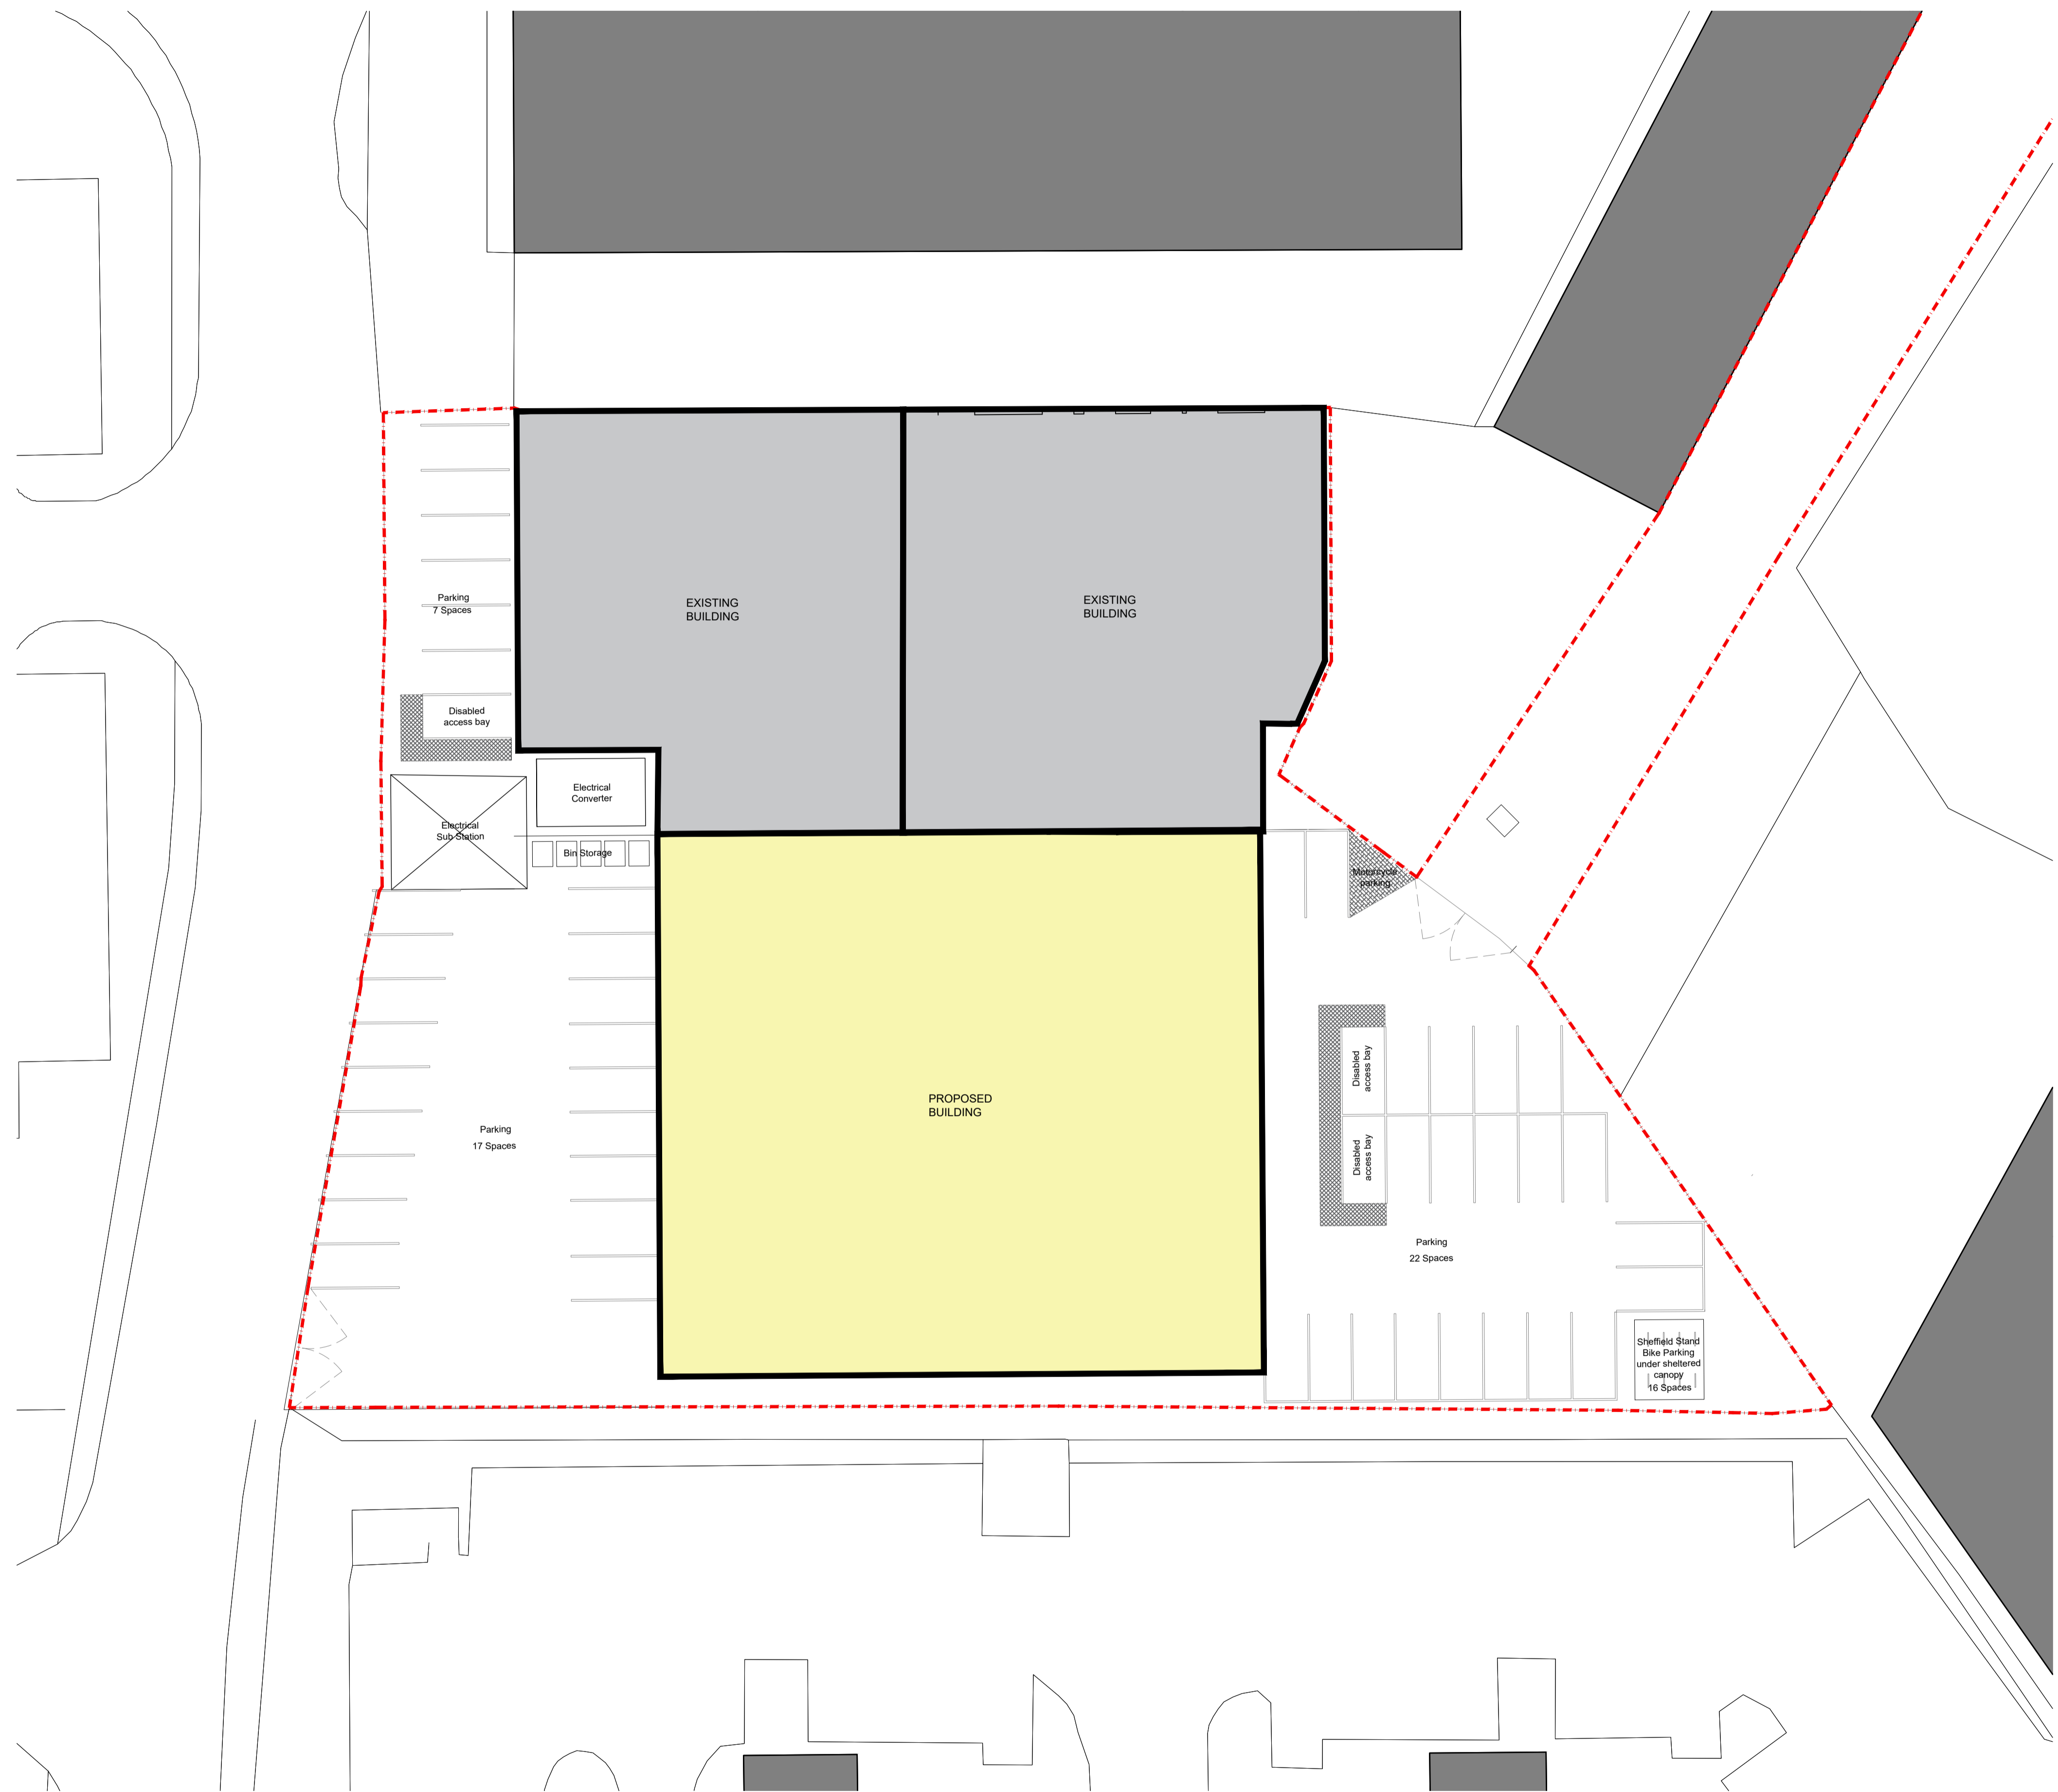 EXISTING
BUILDING
EXISTING
BUILDING
Parking
7 Spaces
Disabled
access bay
Electrical
Converter
Electrical
Sub Station
Bin Storage
Motorcycle
parking
PROPOSED
BUILDING
Disabled
access bay
Disabled
access bay
Parking
17 Spaces
Parking
22 Spaces
Sheffield Stand
Bike Parking
under sheltered
canopy
16 Spaces